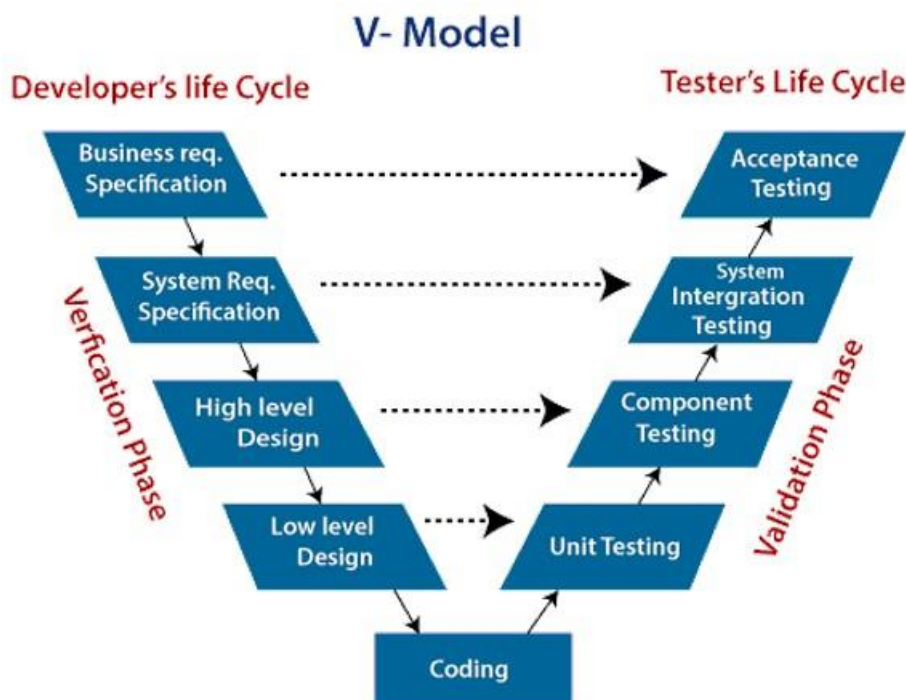 V- Model
Developer's life Cycle
Tester's Life Cycle
Business req.
Specification
Acceptance
Testing
System Req.
Specification
System
Intergration
Testing
Verfication Phase
High level
Design
Component
Testing
Validation Phase
Low level
Design
Unit Testing
Coding